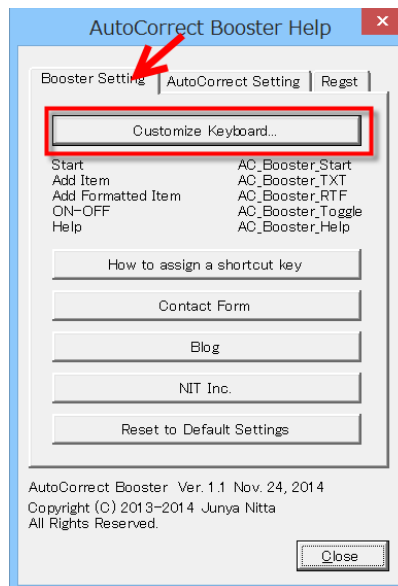 AutoCorrect Booster Help
Booster Setting AutoCorrect Setting Regst
Customize Keyboard...
Start AC_Booster_Start
Add Item AC_Booster_TXT
Add Formatted Item AC_Booster_RTF
ON-OFF AC_Booster_Toggle
Help AC_Booster_Help
How to assign a shortcut key
Contact Form
Blog
NIT Inc.
Reset to Default Settings
AutoCorrect Booster Ver. 1.1 Nov. 24, 2014
Copyright (C) 2013-2014 Junya Nitta
All Rights Reserved.
Close